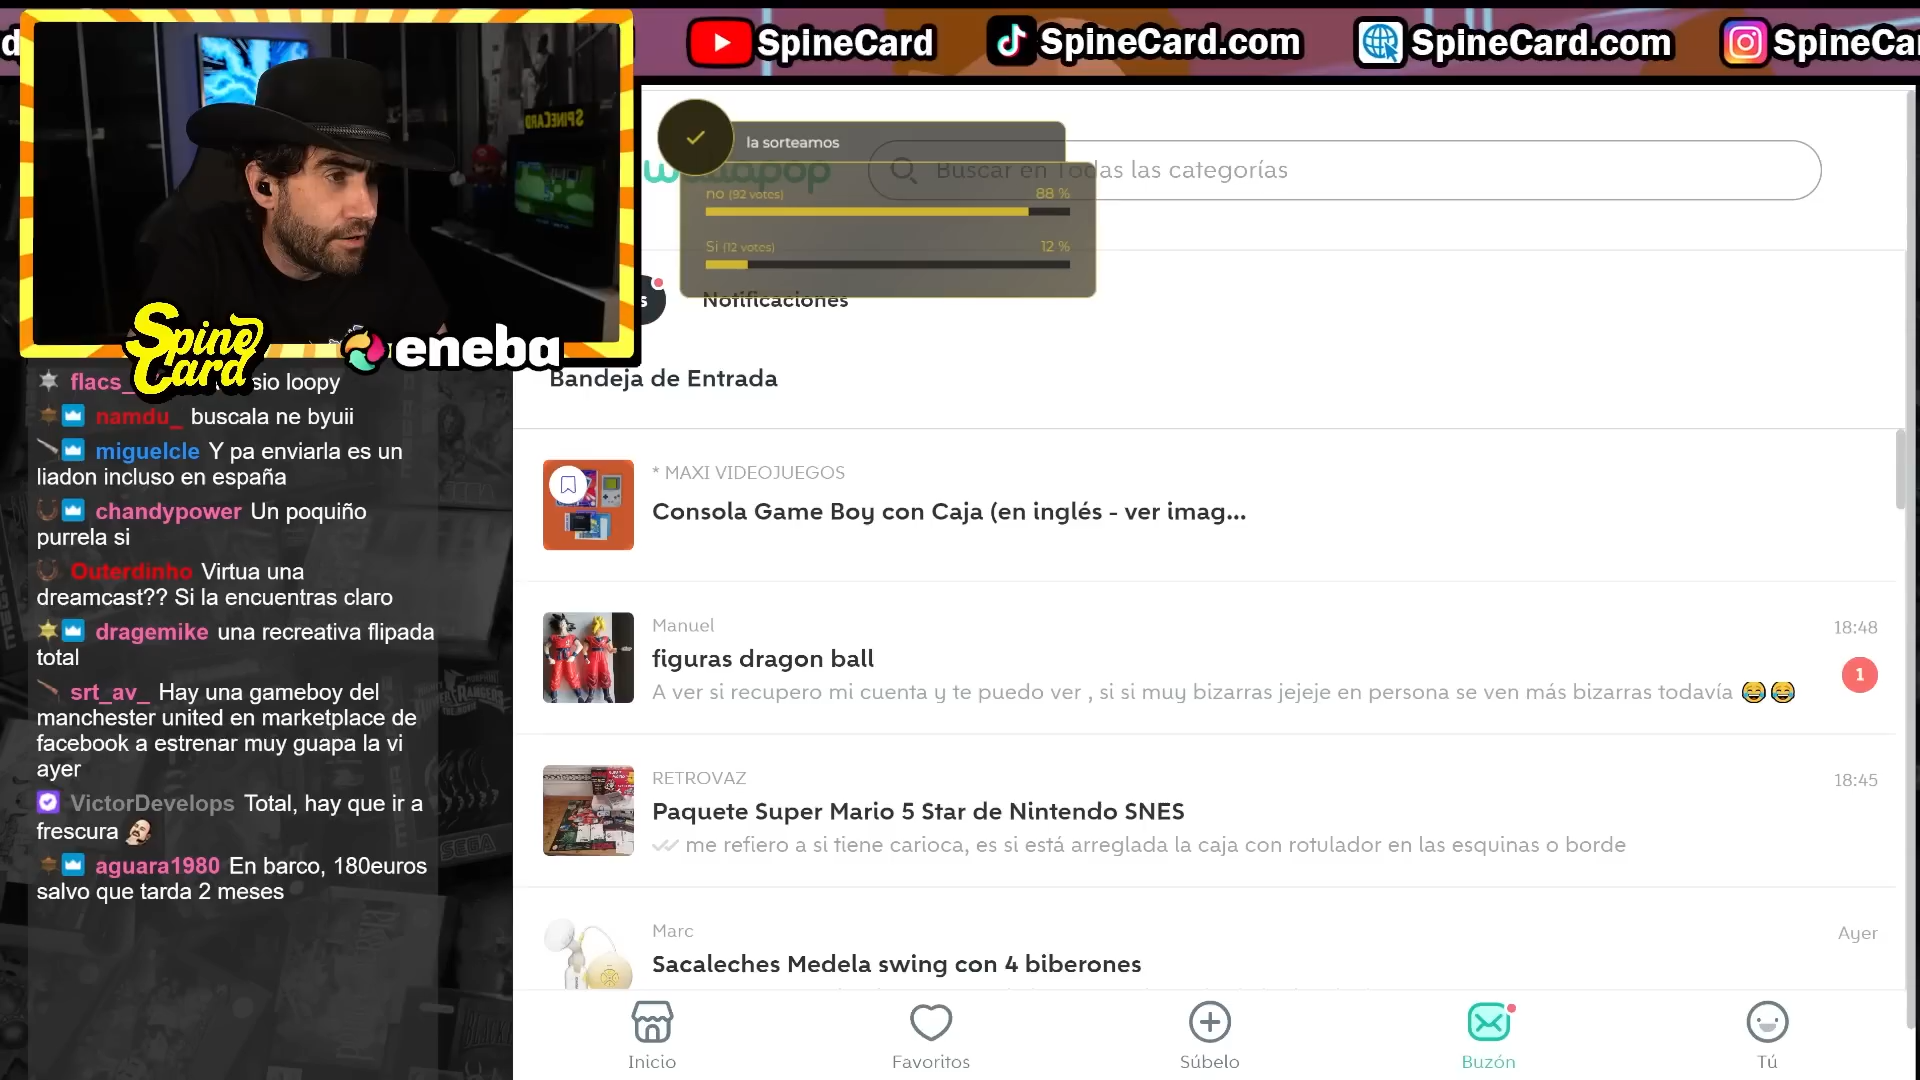 SpineCard
SpineCard.com
SpineCard.com
SpineCar
SPINECARD
Spine
Card
eneba
flacs_ sio loopy
namdu_ buscala ne byuii
miguelcle Y pa enviarla es un
liadon incluso en españa
chandypower Un poquiño
purrela si
Outerdinho Virtua una
dreamcast?? Si la encuentras claro
dragemike una recreativa flipada
total
srt_av_ Hay una gameboy del
manchester united en marketplace de
facebook a estrenar muy guapa la vi
ayer
VictorDevelops Total, hay que ir a
frescura
aguara1980 En barco, 180euros
salvo que tarda 2 meses
SEGA
la sorteamos
wallapop
Buscar en Todas las categorías
no (92 votes) 88 %
Si (12 votes) 12 %
Notificaciones
Bandeja de Entrada
* MAXI VIDEOJUEGOS
Consola Game Boy con Caja (en inglés - ver imag...
Manuel
18:48
figuras dragon ball
A ver si recupero mi cuenta y te puedo ver , si si muy bizarras jejeje en persona se ven más bizarras todavía 😂😂
1
RETROVAZ
18:45
Paquete Super Mario 5 Star de Nintendo SNES
me refiero a si tiene carioca, es si está arreglada la caja con rotulador en las esquinas o borde
Marc
Ayer
Sacaleches Medela swing con 4 biberones
Inicio
Favoritos
Súbelo
Buzón
Tú